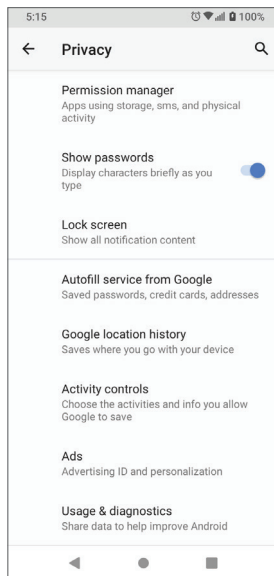 5:15
100%
Privacy
Permission manager
Apps using storage, sms, and physical
activity
Show passwords
Display characters briefly as you
type
Lock screen
Show all notification content
Autofill service from Google
Saved passwords, credit cards, addresses
Google location history
Saves where you go with your device
Activity controls
Choose the activities and info you allow
Google to save
Ads
Advertising ID and personalization
Usage & diagnostics
Share data to help improve Android